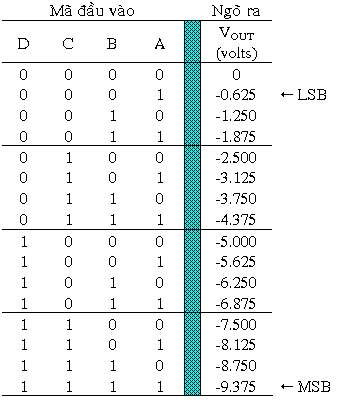 Mã đầu vào Ngõ ra
D C B A VOUT
(volts)
0 0 0 0 0
0 0 0 1 -0.625 ← LSB
0 0 1 0 -1.250
0 0 1 1 -1.875
0 1 0 0 -2.500
0 1 0 1 -3.125
0 1 1 0 -3.750
0 1 1 1 -4.375
1 0 0 0 -5.000
1 0 0 1 -5.625
1 0 1 0 -6.250
1 0 1 1 -6.875
1 1 0 0 -7.500
1 1 0 1 -8.125
1 1 1 0 -8.750
1 1 1 1 -9.375 ← MSB